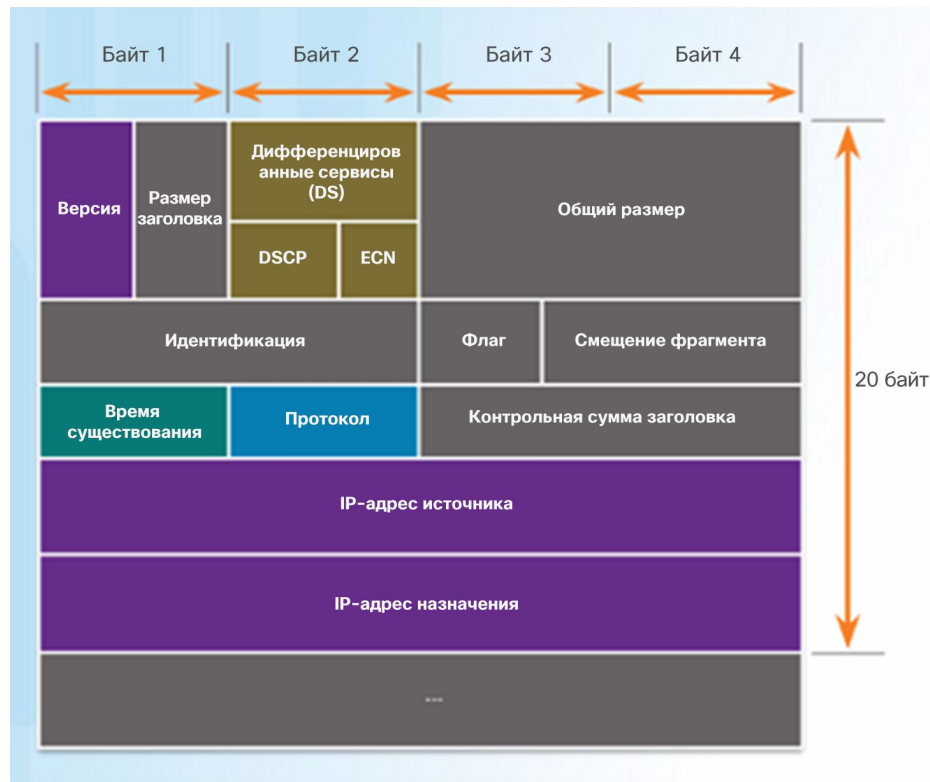 Байт 1
Байт 2
Байт 3
Байт 4
Версия
Размер
заголовка
Дифференциров
анные сервисы
(DS)
DSCP
ECN
Общий размер
Идентификация
Флаг
Смещение фрагмента
20 байт
Время
существования
Протокол
Контрольная сумма заголовка
IP-адрес источника
IP-адрес назначения
---